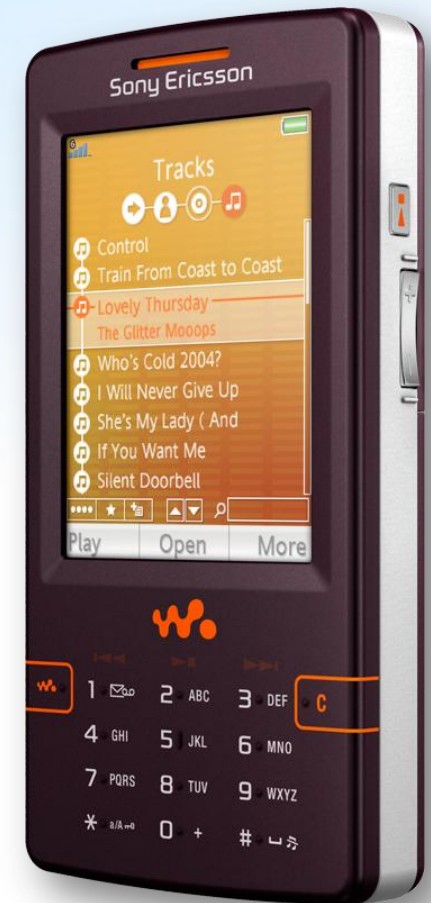 Sony Ericsson
G
Tracks
Control
Train From Coast to Coast
Lovely Thursday
The Glitter Mooops
Who's Cold 2004?
I Will Never Give Up
She's My Lady ( And
If You Want Me
Silent Doorbell
Play Open More
1 2 ABC 3 DEF C
4 GHI 5 JKL 6 MNO
7 PQRS 8 TUV 9 WXYZ
* a/A 0 + #